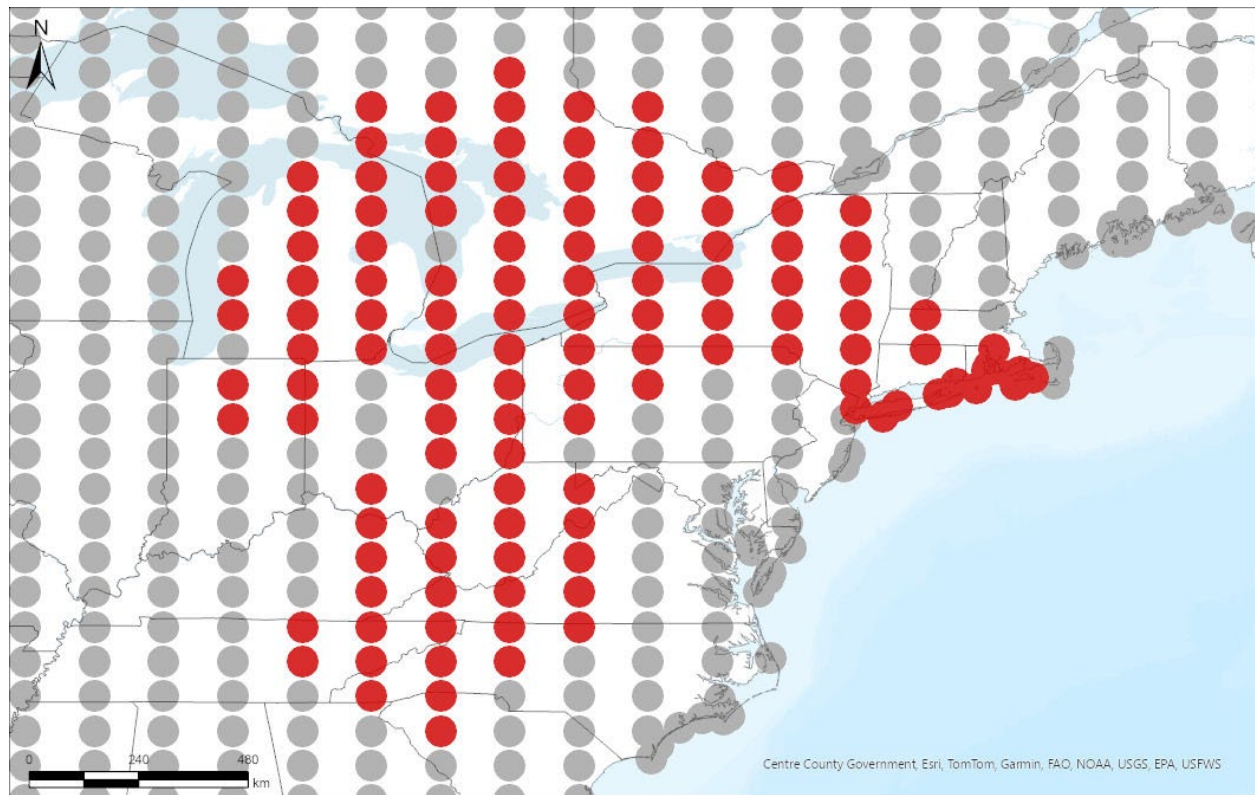 N
0 240 480
km
Centre County Government, Esri, TomTom, Garmin, FAO, NOAA, USGS, EPA, USFWS